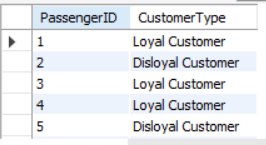 PassengerID CustomerType
1 Loyal Customer
2 Disloyal Customer
3 Loyal Customer
4 Loyal Customer
5 Disloyal Customer